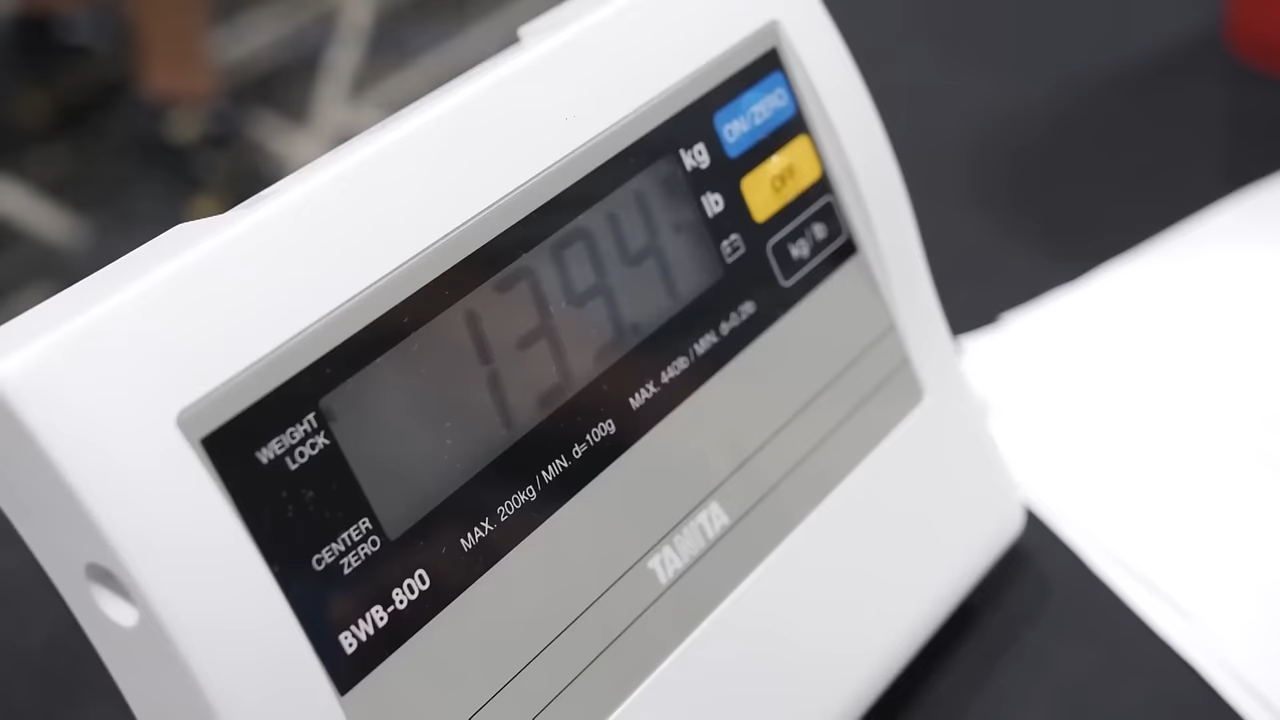 139.4
kg
lb
ON/ZERO
OFF
kg/lb
WEIGHT
LOCK
CENTER
ZERO
MAX. 200kg / MIN. d=100g
MAX. 440lb / MIN. d=0.2lb
BWB-800
TANITA